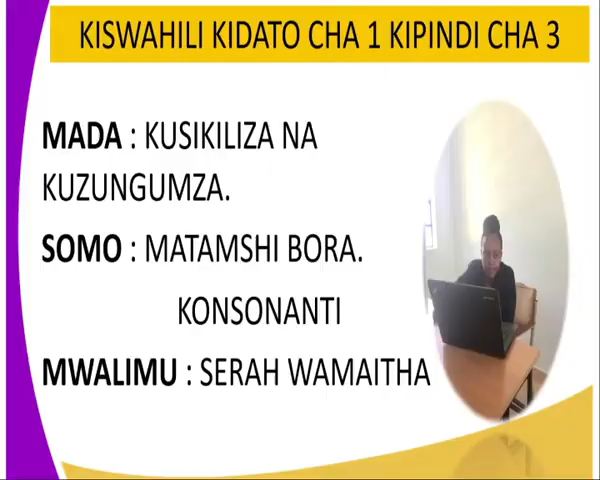 KISWAHILI KIDATO CHA 1 KIPINDI CHA 3
MADA : KUSIKILIZA NA
KUZUNGUMZA.
SOMO : MATAMSHI BORA.
KONSONANTI
MWALIMU : SERAH WAMAITHA